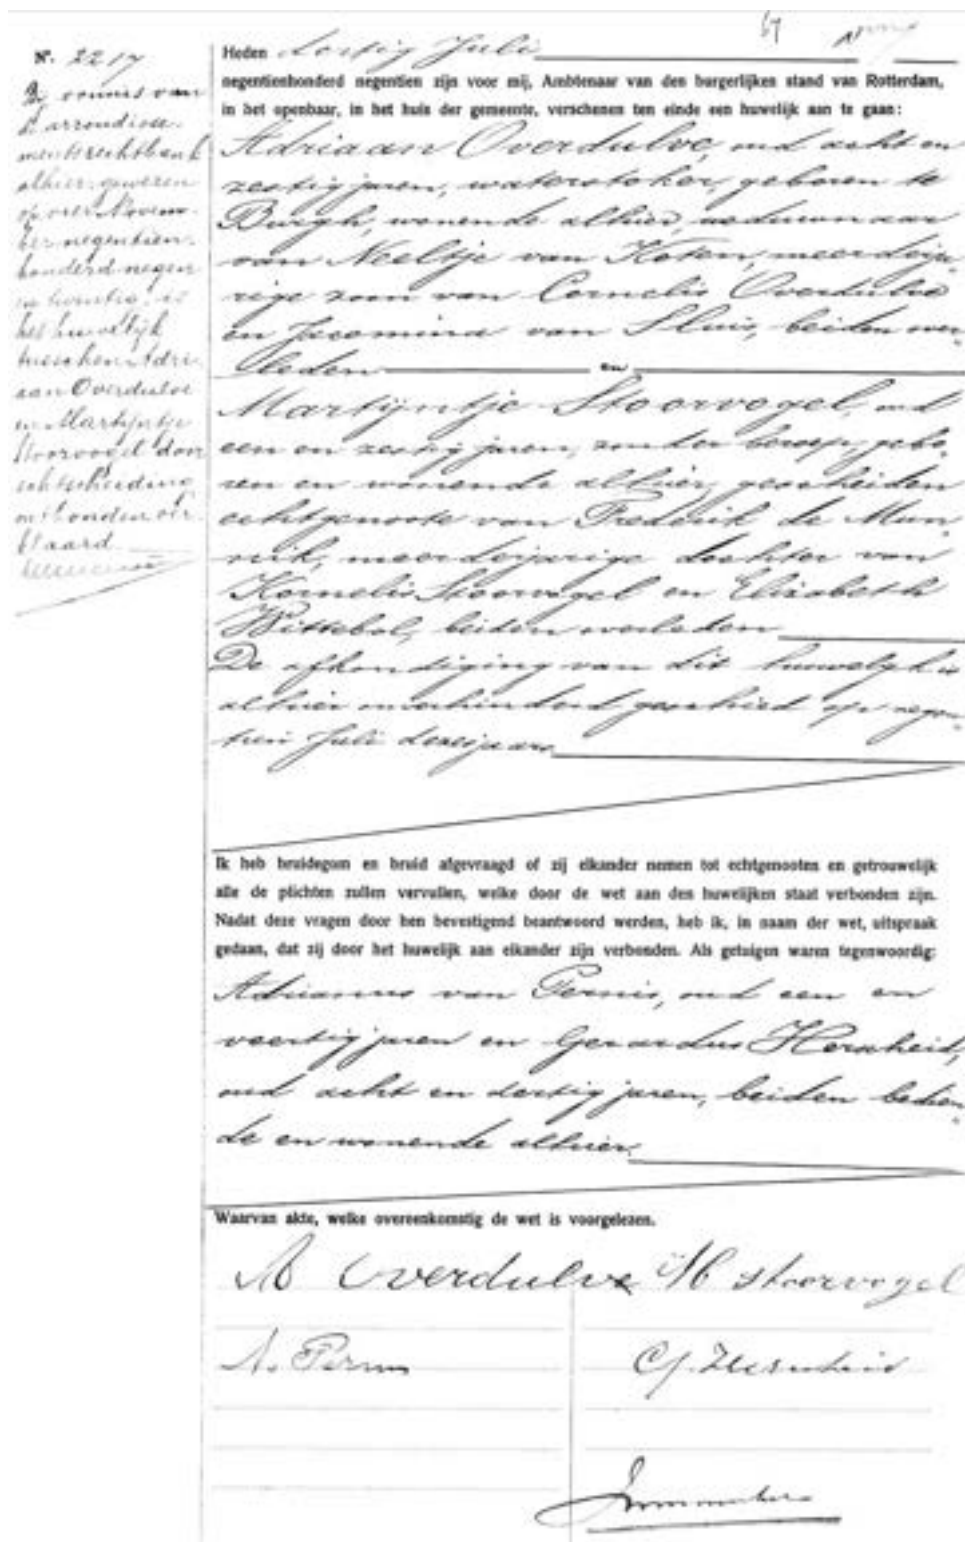 Nº. 2217
Bij vonnis van
d'arrondisse-
mentsrechtbank
alhier, gewezen
op vier Novem-
ber negentien-
honderd negen
en twintig, is
het huwelijk
tusschen Adri-
aan Overdulve
en Martijntje
Stoorvogel door
echtscheiding
ontbonden ver-
klaard
Heden dertig Juli
negentienhonderd negentien zijn voor mij, Ambtenaar van den burgerlijken stand van Rotterdam,
in het openbaar, in het huis der gemeente, verschenen ten einde een huwelijk aan te gaan:
Adriaan Overdulve, oud acht en
zestig jaren, waterstoker, geboren te
Burgh, wonende alhier, weduwnaar
van Neeltje van Koten, meerderja-
rige zoon van Cornelis Overdulve
en Jacomina van Sluis, beiden over-
leden en
Martijntje Stoorvogel, oud
een en zestig jaren, zonder beroep, gebo-
ren en wonende alhier, gescheiden
echtgenoote van Frederik de Mun-
nik, meerderjarige dochter van
Kornelis Stoorvogel en Elizabeth
Wittebol, beiden overleden
De afkondiging van dit huwelijk is
alhier onverhinderd geschied op negen-
tien Juli dezes jaars
Ik heb bruidegom en bruid afgevraagd of zij elkander nemen tot echtgenooten en getrouwelijk
alle de plichten zullen vervullen, welke door de wet aan den huwelijken staat verbonden zijn.
Nadat deze vragen door hen bevestigend beantwoord werden, heb ik, in naam der wet, uitspraak
gedaan, dat zij door het huwelijk aan elkander zijn verbonden. Als getuigen waren tegenwoordig:
Adrianus van Pernis, oud een en
veertig jaren en Gerardus Hersheid,
oud acht en dertig jaren, beiden bedien-
de en wonende alhier.
Waarvan akte, welke overeenkomstig de wet is voorgelezen.
A Overdulve M Stoorvogel